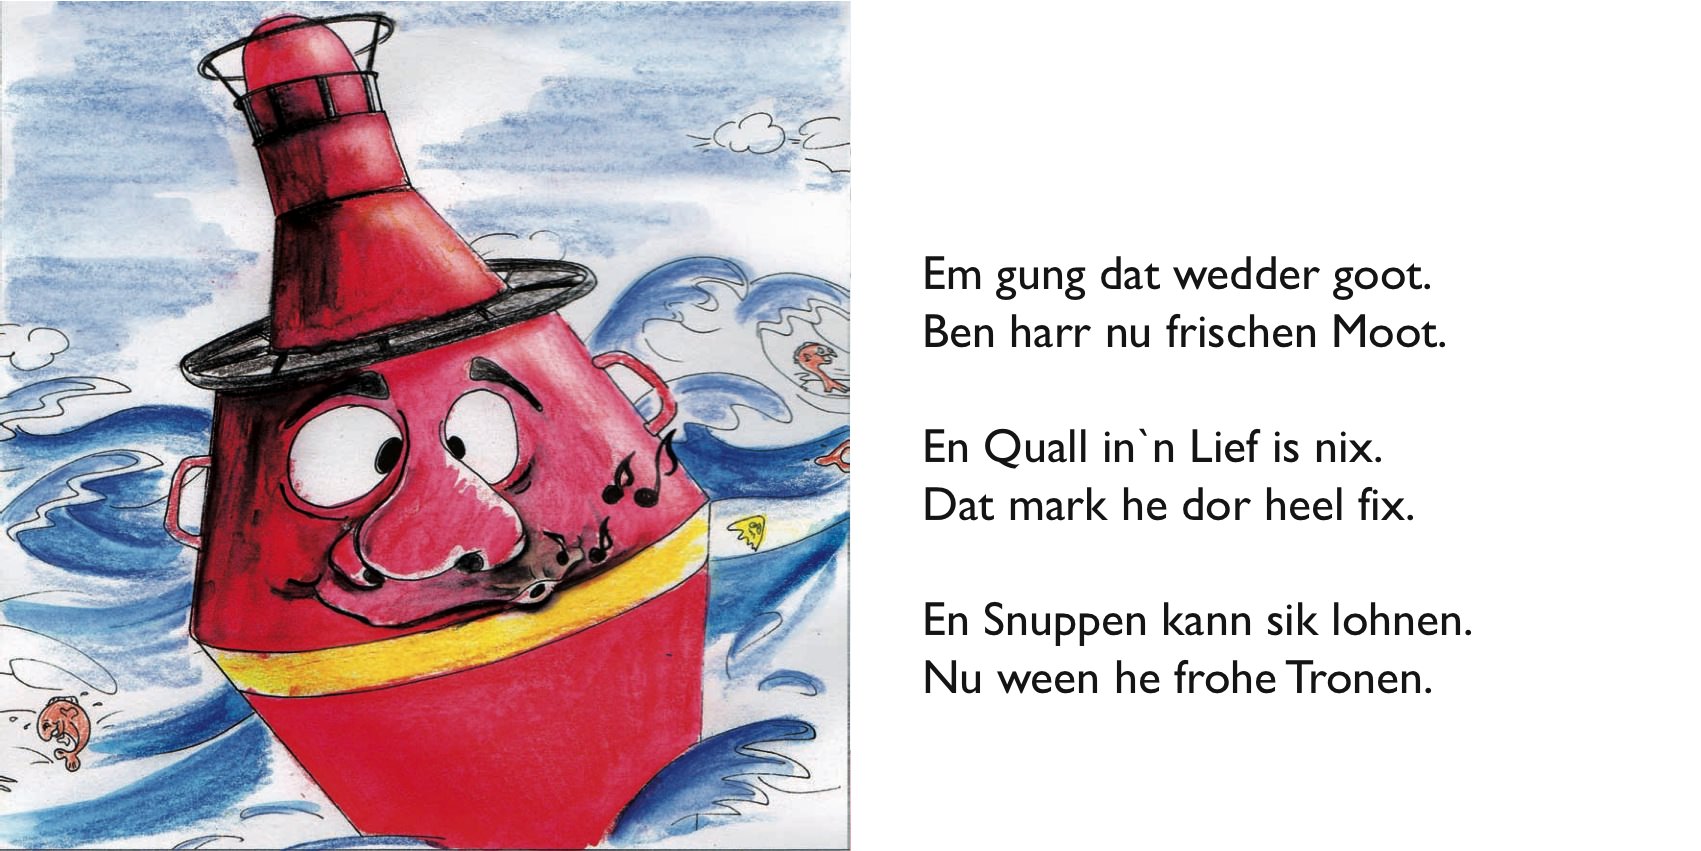 Em gung dat wedder goot.
Ben harr nu frischen Moot.
En Quall in`n Lief is nix.
Dat mark he dor heel fix.
En Snuppen kann sik lohnen.
Nu ween he frohe Tronen.